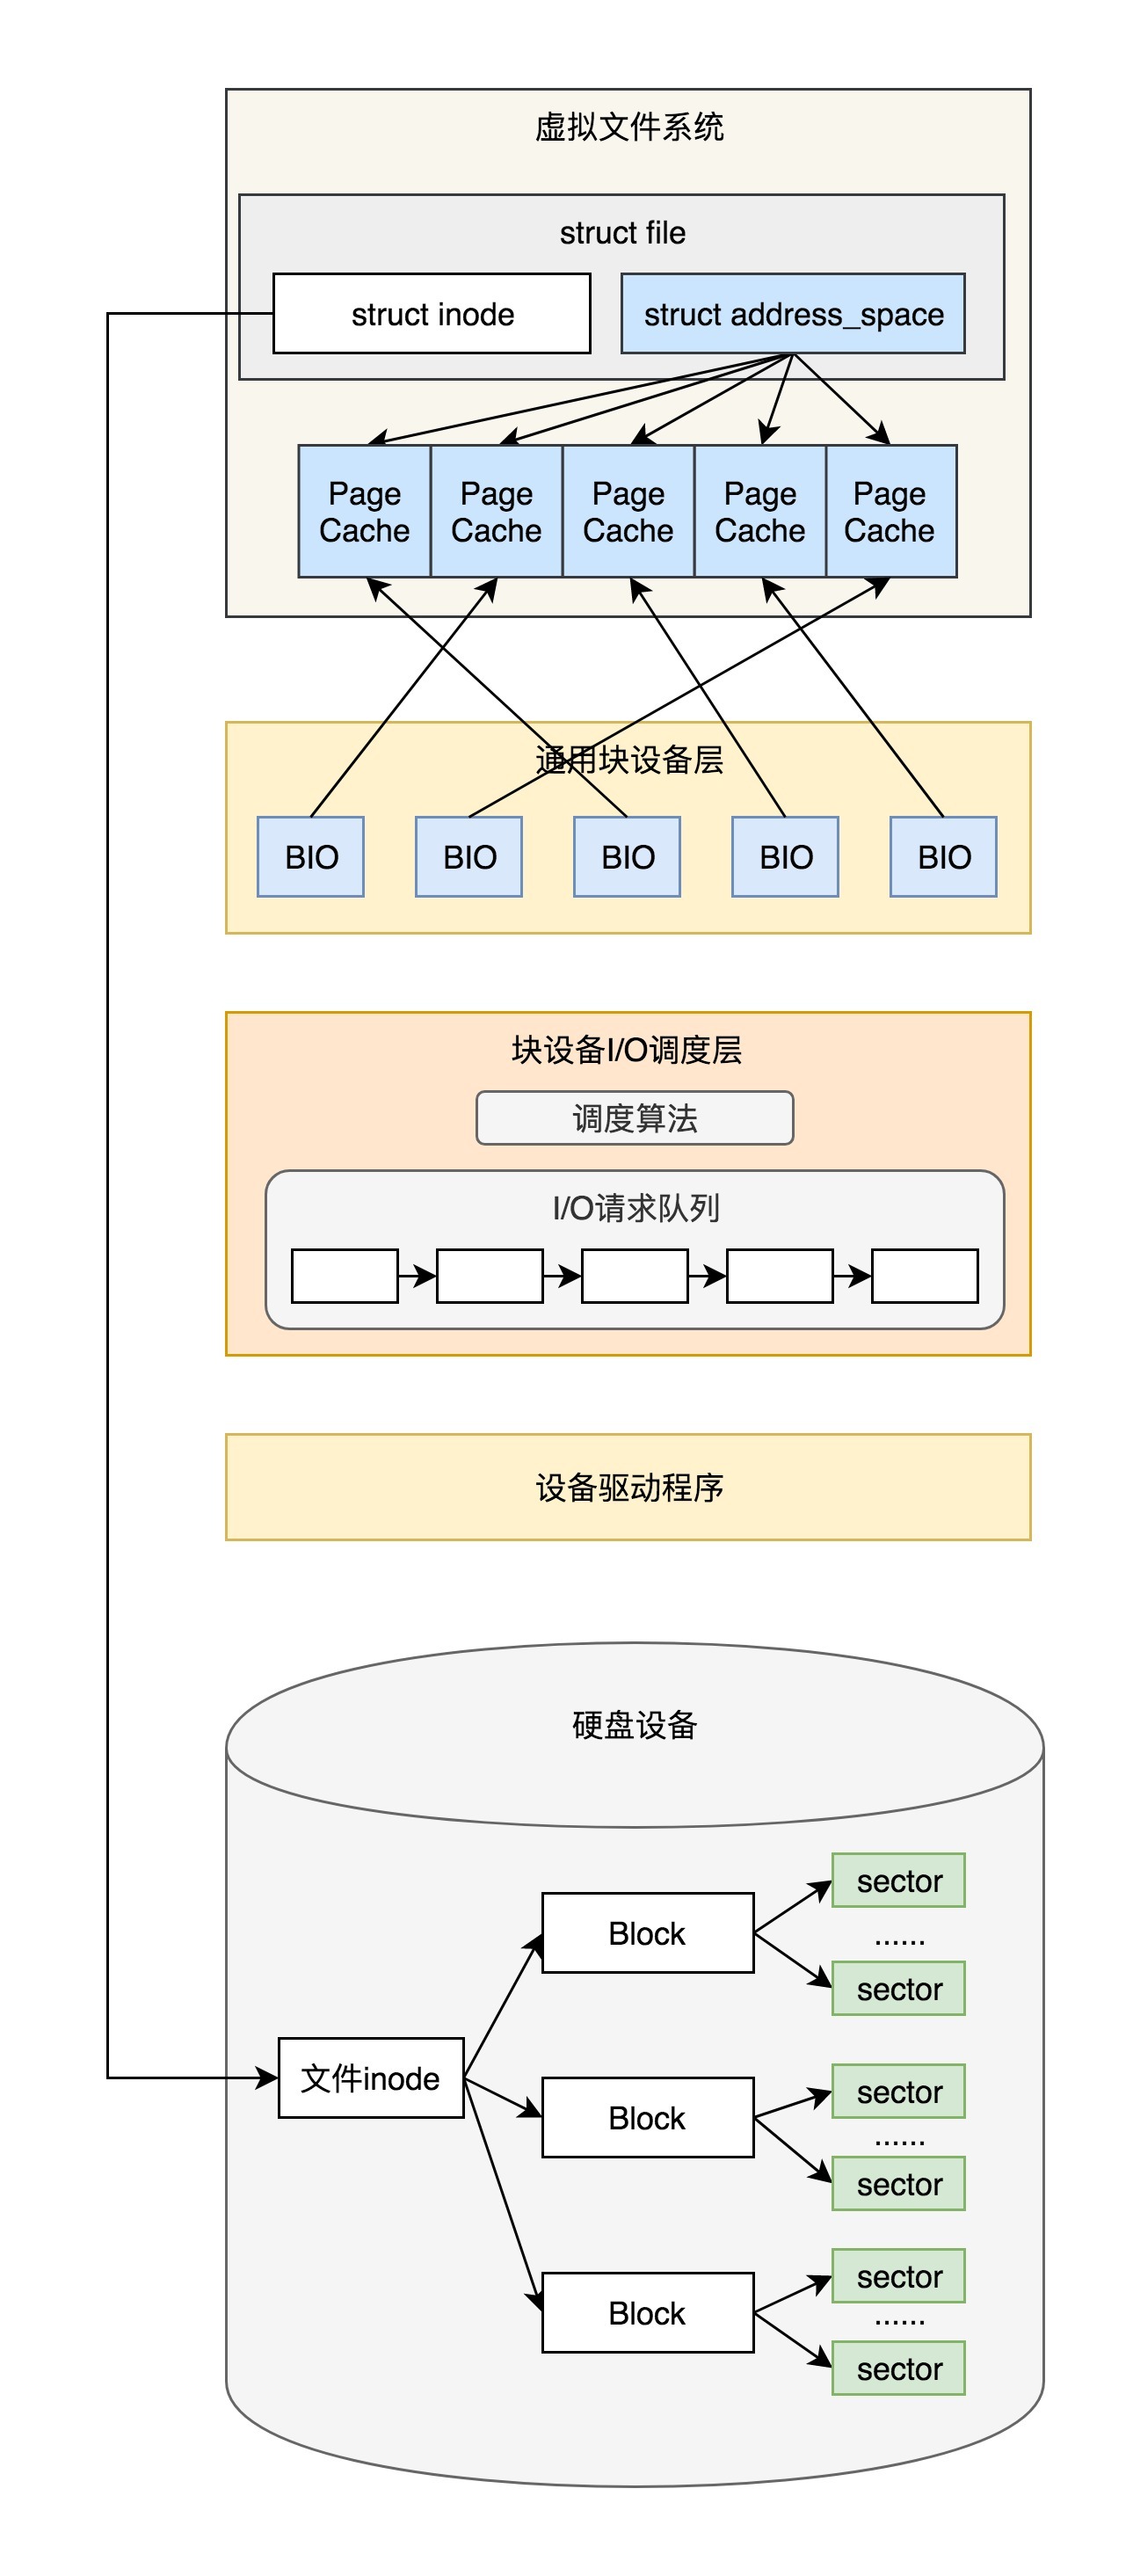 虚拟文件系统
struct file
struct inode
struct address_space
Page
Cache
Page
Cache
Page
Cache
Page
Cache
Page
Cache
通用块设备层
BIO
BIO
BIO
BIO
BIO
块设备I/O调度层
调度算法
I/O请求队列
设备驱动程序
硬盘设备
sector
Block
......
sector
文件inode
sector
Block
......
sector
sector
Block
......
sector